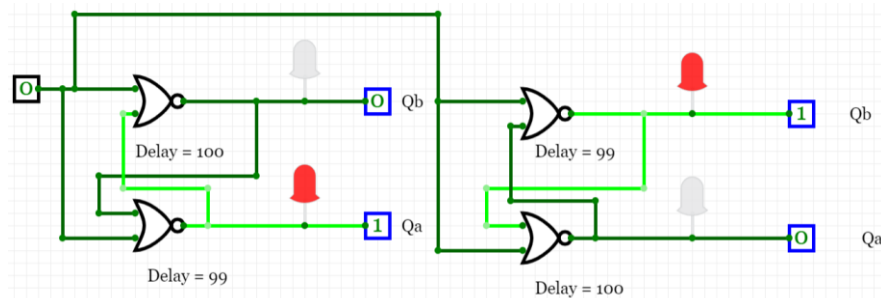 0
0 Qb
1 Qb
Delay = 100
Delay = 99
1 Qa
0 Qa
Delay = 99
Delay = 100